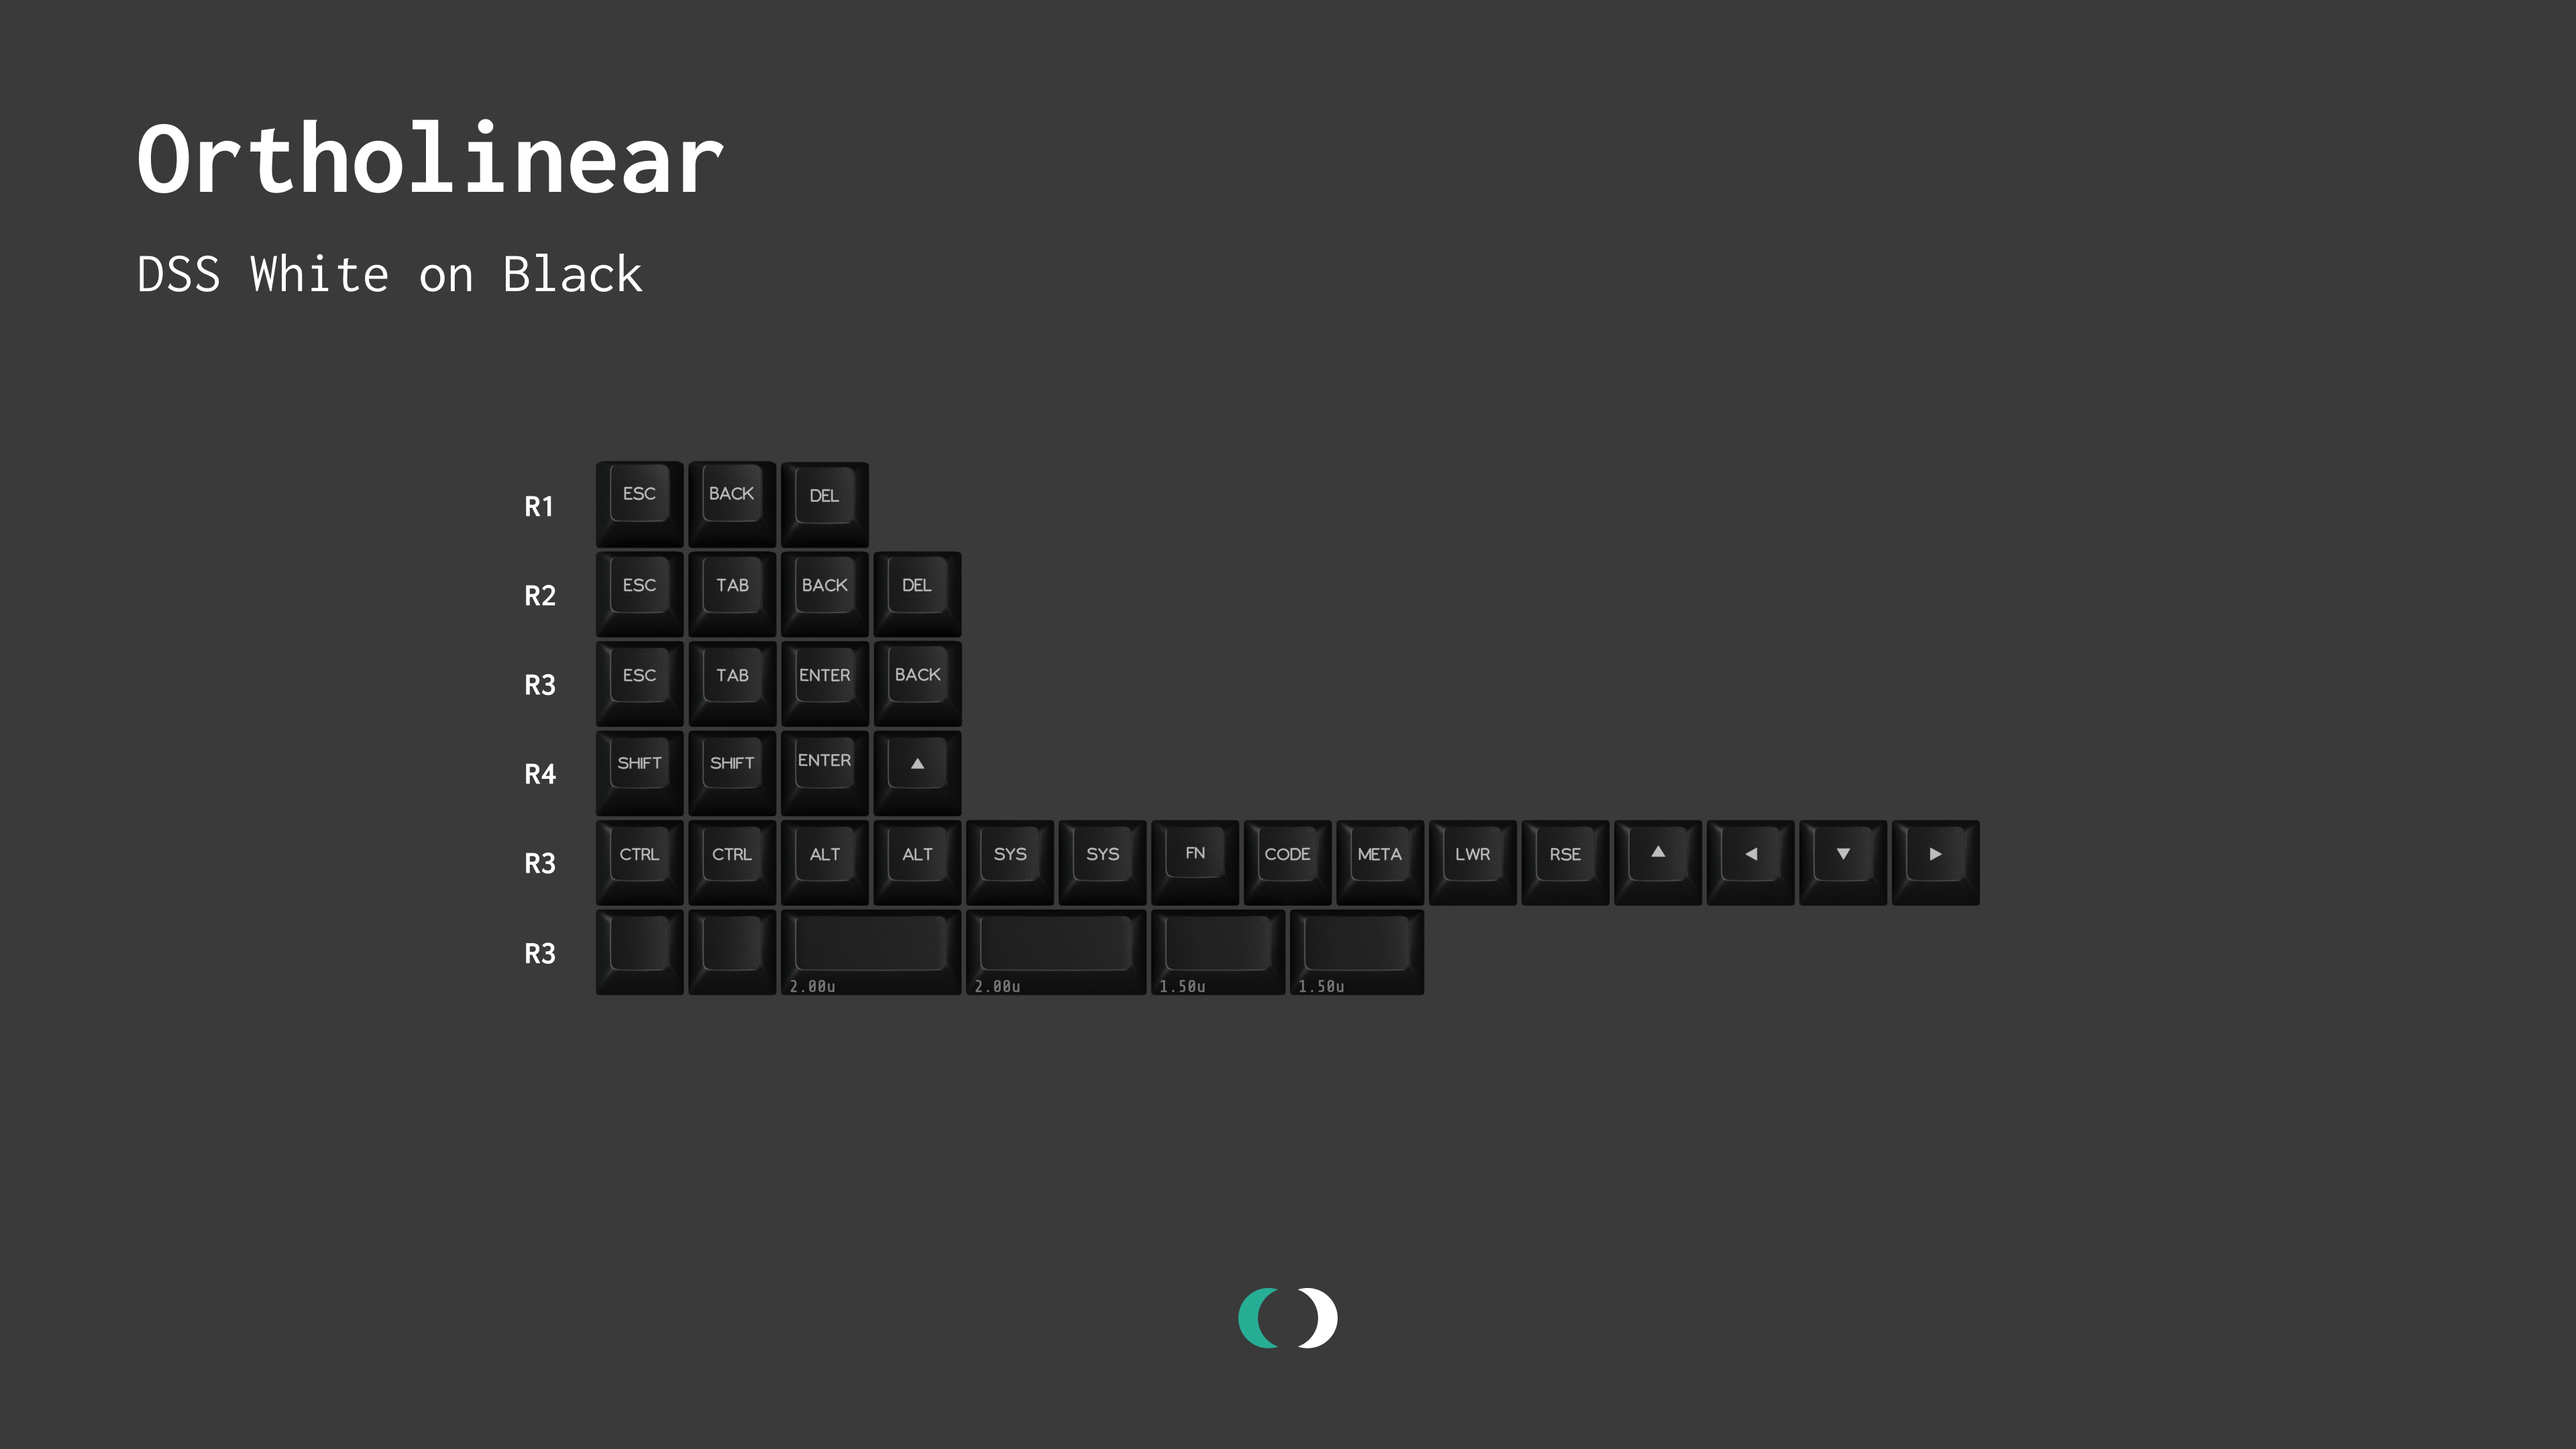 Ortholinear
DSS White on Black
R1 ESC BACK DEL
R2 ESC TAB BACK DEL
R3 ESC TAB ENTER BACK
R4 SHIFT SHIFT ENTER ▲
R3 CTRL CTRL ALT ALT SYS SYS FN CODE META LWR RSE ▲ ◀ ▼ ▶
R3 2.00u 2.00u 1.50u 1.50u